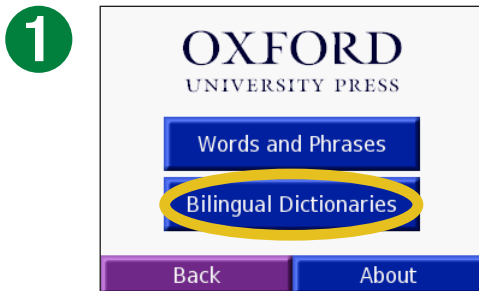 1
OXFORD
UNIVERSITY PRESS
Words and Phrases
Bilingual Dictionaries
Back About